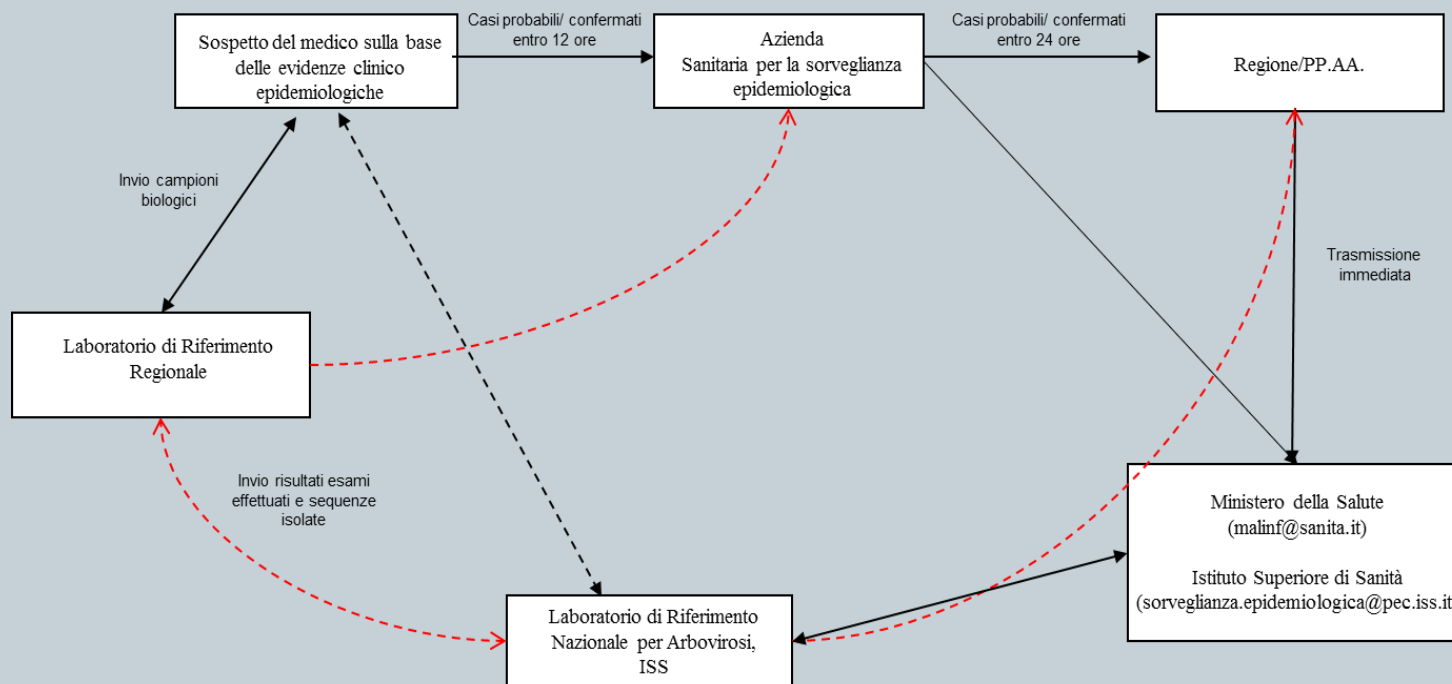 Sospetto del medico sulla base
delle evidenze clinico
epidemiologiche
Casi probabili/ confermati
entro 12 ore
Azienda
Sanitaria per la sorveglianza
epidemiologica
Casi probabili/ confermati
entro 24 ore
Regione/PP.AA.
Invio campioni
biologici
Trasmissione
immediata
Laboratorio di Riferimento
Regionale
Invio risultati esami
effettuati e sequenze
isolate
Ministero della Salute
(malinf@sanita.it)
Istituto Superiore di Sanità
(sorveglianza.epidemiologica@pec.iss.it
Laboratorio di Riferimento
Nazionale per Arbovirosi,
ISS